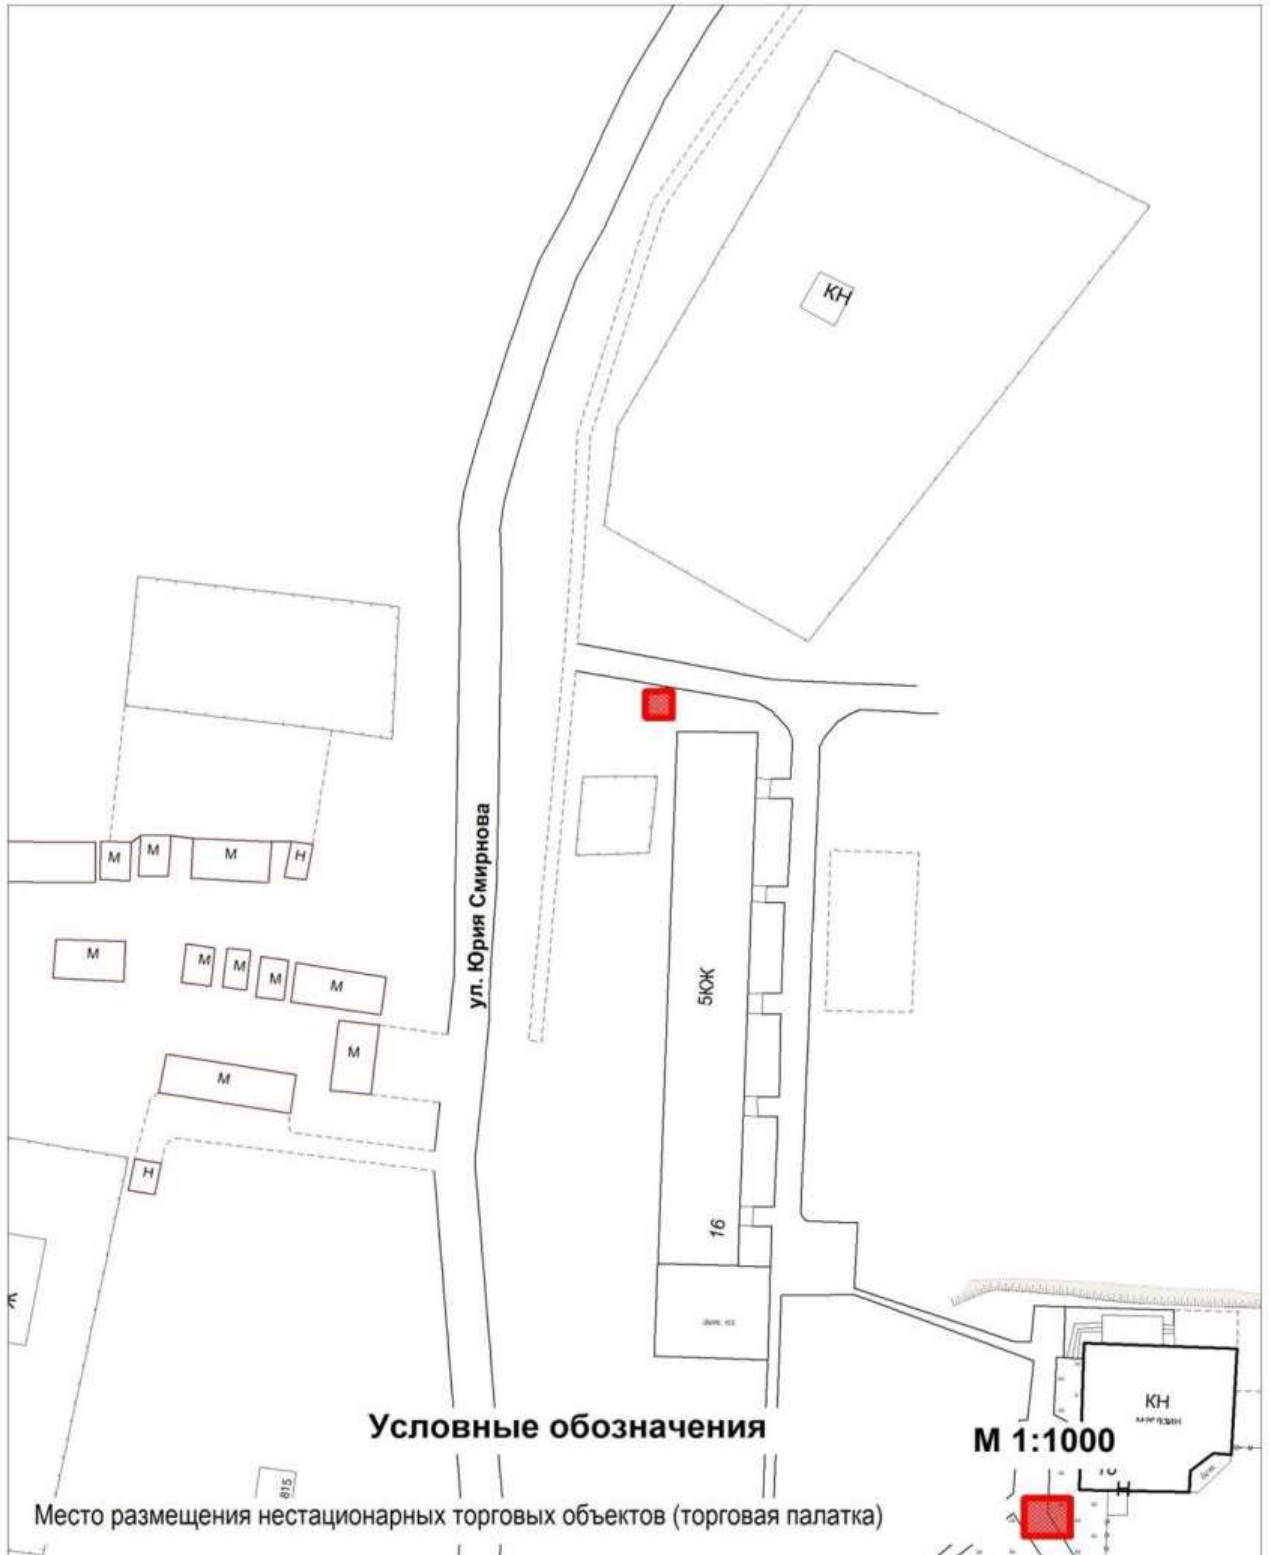 КН
ул. Юрия Смирнова
М
М
М
Н
М
М
М
М
М
М
М
Н
5КЖ
16
Ж
КН
магазин
Условные обозначения
М 1:1000
815
Н
Место размещения нестационарных торговых объектов (торговая палатка)